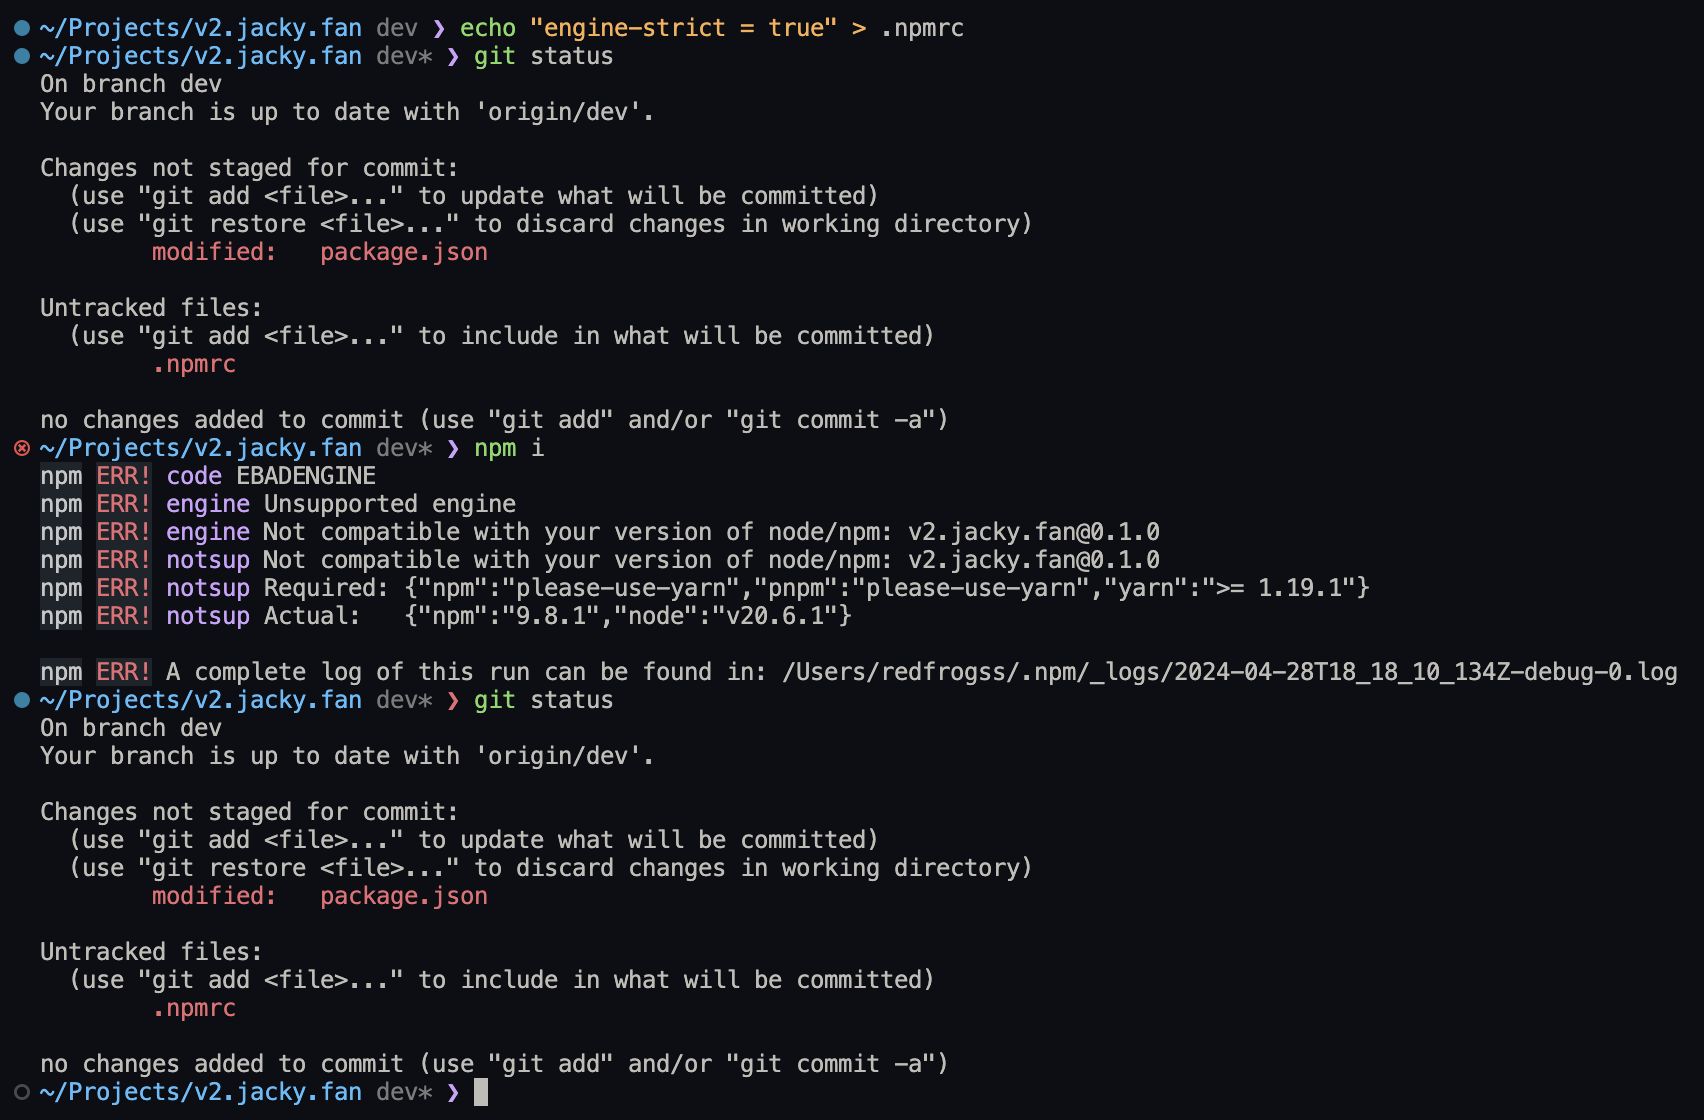 ~/Projects/v2.jacky.fan dev ❯ echo "engine-strict = true" > .npmrc
~/Projects/v2.jacky.fan dev* ❯ git status
On branch dev
Your branch is up to date with 'origin/dev'.
Changes not staged for commit:
(use "git add <file>..." to update what will be committed)
(use "git restore <file>..." to discard changes in working directory)
modified: package.json
Untracked files:
(use "git add <file>..." to include in what will be committed)
.npmrc
no changes added to commit (use "git add" and/or "git commit -a")
~/Projects/v2.jacky.fan dev* ❯ npm i
npm ERR! code EBADENGINE
npm ERR! engine Unsupported engine
npm ERR! engine Not compatible with your version of node/npm: v2.jacky.fan@0.1.0
npm ERR! notsup Not compatible with your version of node/npm: v2.jacky.fan@0.1.0
npm ERR! notsup Required: {"npm":"please-use-yarn","pnpm":"please-use-yarn","yarn":">= 1.19.1"}
npm ERR! notsup Actual: {"npm":"9.8.1","node":"v20.6.1"}
npm ERR! A complete log of this run can be found in: /Users/redfrogss/.npm/_logs/2024-04-28T18_18_10_134Z-debug-0.log
~/Projects/v2.jacky.fan dev* ❯ git status
On branch dev
Your branch is up to date with 'origin/dev'.
Changes not staged for commit:
(use "git add <file>..." to update what will be committed)
(use "git restore <file>..." to discard changes in working directory)
modified: package.json
Untracked files:
(use "git add <file>..." to include in what will be committed)
.npmrc
no changes added to commit (use "git add" and/or "git commit -a")
~/Projects/v2.jacky.fan dev* ❯